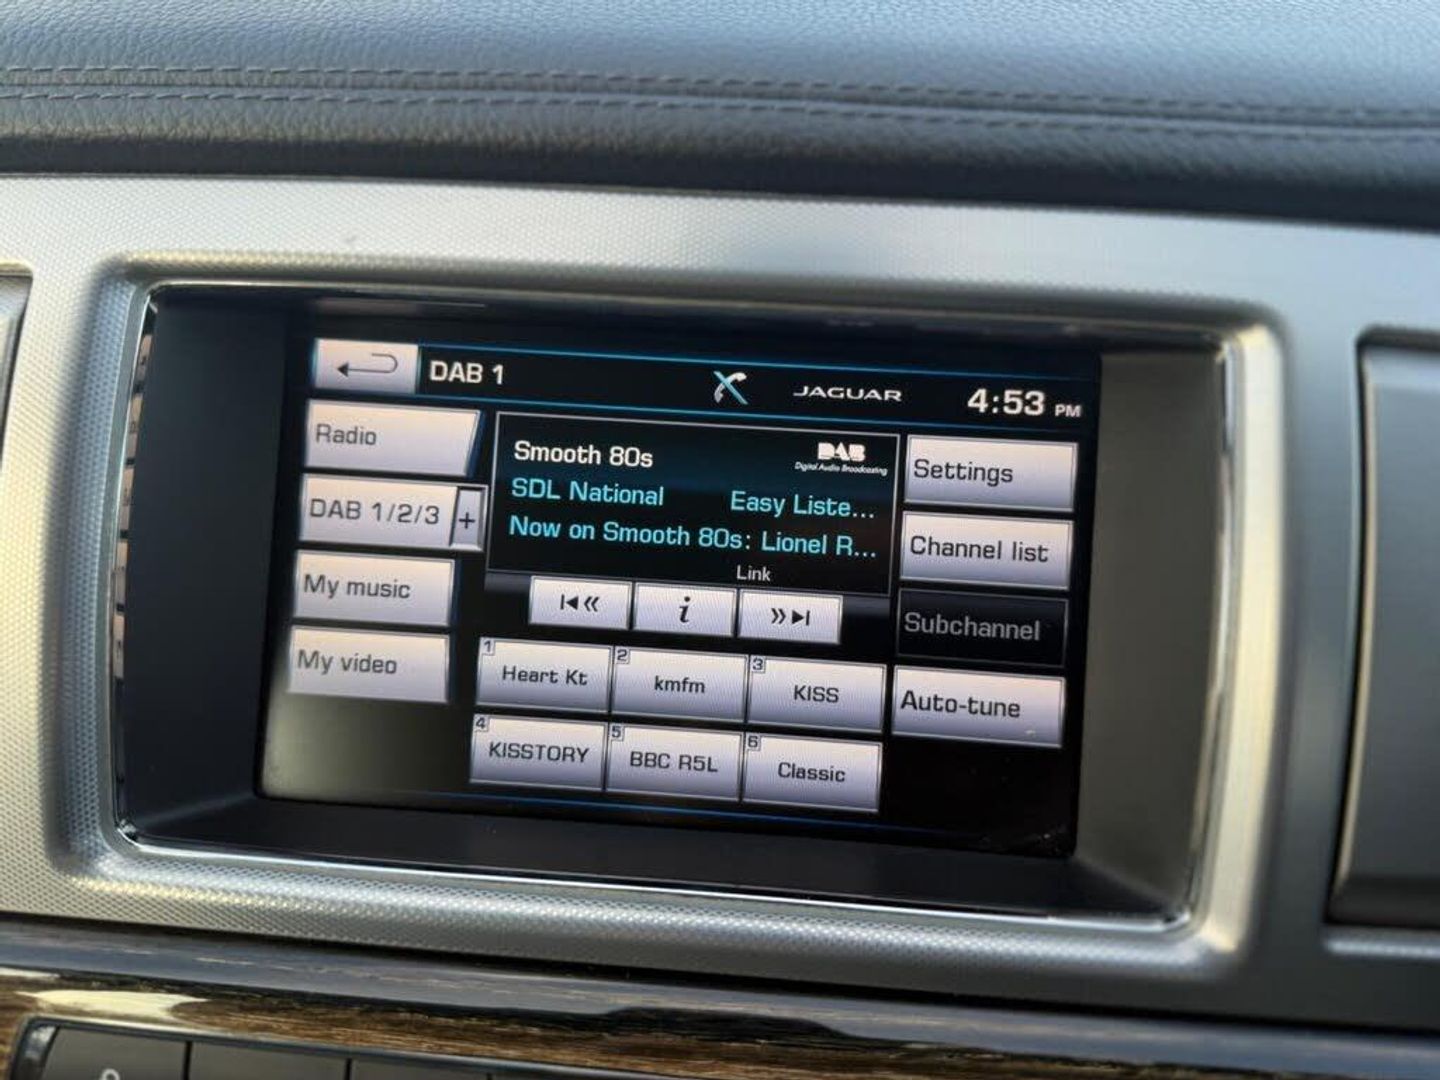 DAB 1
JAGUAR
4:53 PM
Radio
DAB 1/2/3 +
My music
My video
Smooth 80s
DAB
Digital Audio Broadcasting
SDL National Easy Liste...
Now on Smooth 80s: Lionel R...
Link
i
Settings
Channel list
Subchannel
Auto-tune
1 Heart Kt
2 kmfm
3 KISS
4 KISSTORY
5 BBC R5L
6 Classic